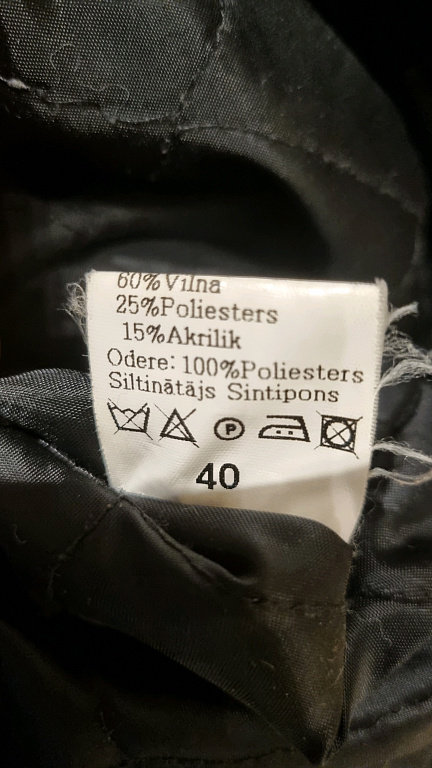 60%Vilna
25%Poliesters
15%Akrilik
Odere: 100%Poliesters
Siltinātājs Sintipons
P
40